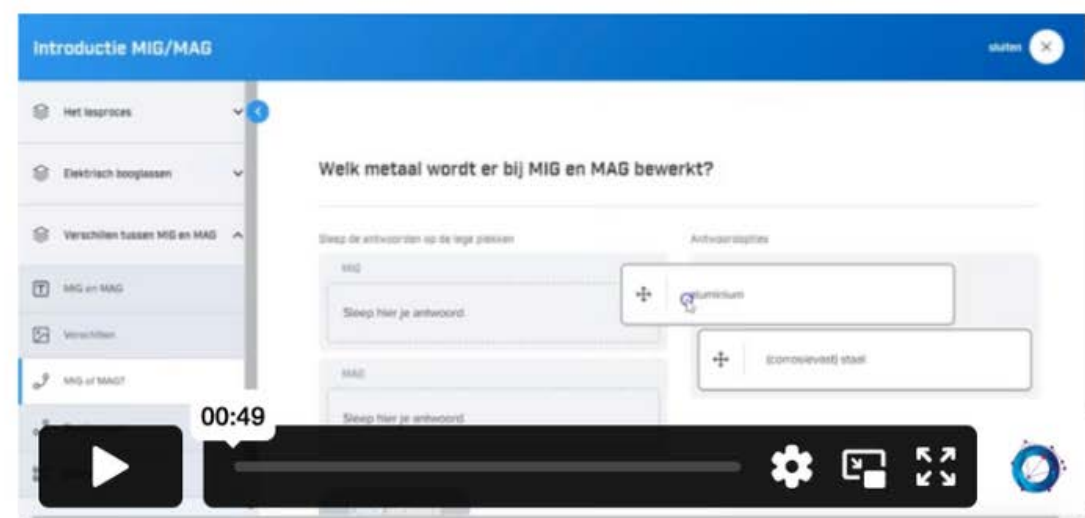 Introductie MIG/MAG
sluiten
Het lasproces
Elektrisch booglassen
Verschillen tussen MIG en MAG
MIG en MAG
Verschillen
MIG of MAG?
Welk metaal wordt er bij MIG en MAG bewerkt?
Sleep de antwoorden op de lege plekken
Antwoordopties
MIG
Sleep hier je antwoord
aluminium
(corrosievast) staal
MAG
Sleep hier je antwoord
00:49